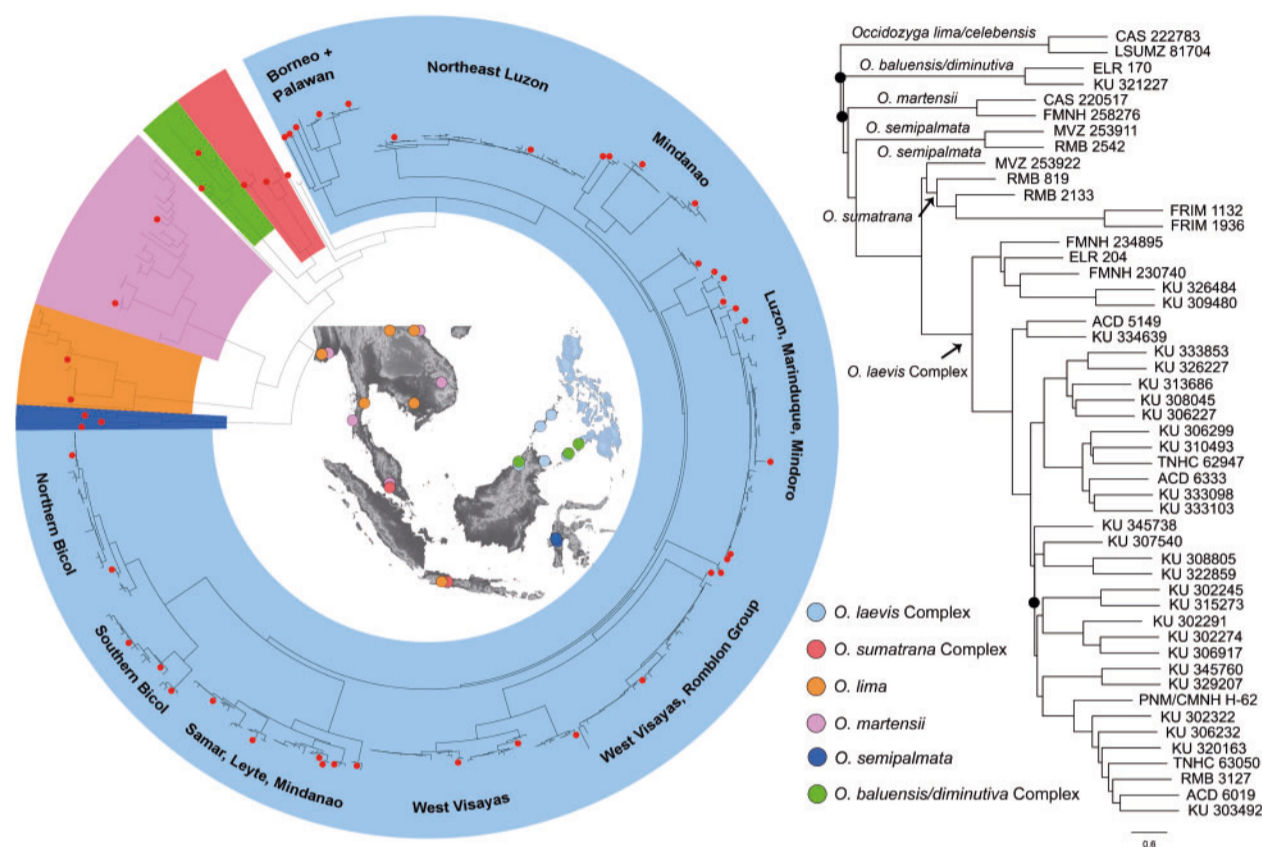 Borneo +
Palawan
Northeast Luzon
Mindanao
Luzon, Marinduque, Mindoro
West Visayas, Romblon Group
West Visayas
Samar, Leyte, Mindanao
Southern Bicol
Northern Bicol
O. laevis Complex
O. sumatrana Complex
O. lima
O. martensii
O. semipalmata
O. baluensis/diminutiva Complex
Occidozyga lima/celebensis
O. baluensis/diminutiva
O. martensii
O. semipalmata
O. semipalmata
O. sumatrana
O. laevis Complex
CAS 222783
LSUMZ 81704
ELR 170
KU 321227
CAS 220517
FMNH 258276
MVZ 253911
RMB 2542
MVZ 253922
RMB 819
RMB 2133
FRIM 1132
FRIM 1936
FMNH 234895
ELR 204
FMNH 230740
KU 326484
KU 309480
ACD 5149
KU 334639
KU 333853
KU 326227
KU 313686
KU 308045
KU 306227
KU 306299
KU 310493
TNHC 62947
ACD 6333
KU 333098
KU 333103
KU 345738
KU 307540
KU 308805
KU 322859
KU 302245
KU 315273
KU 302291
KU 302274
KU 306917
KU 345760
KU 329207
PNM/CMNH H-62
KU 302322
KU 306232
KU 320163
TNHC 63050
RMB 3127
ACD 6019
KU 303492
0.6